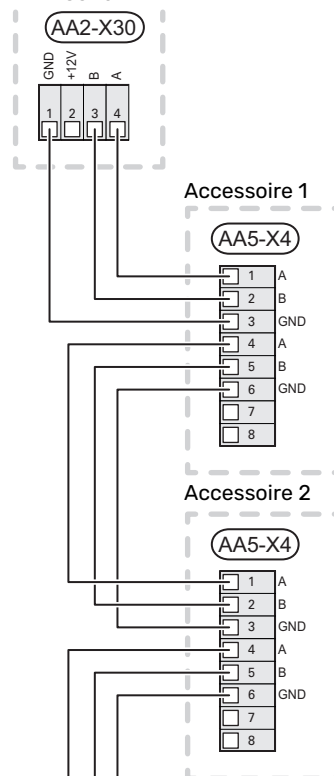 AA2-X30
GND +12V B A
1 2 3 4
Accessoire 1
AA5-X4
1 A
2 B
3 GND
4 A
5 B
6 GND
7
8
Accessoire 2
AA5-X4
1 A
2 B
3 GND
4 A
5 B
6 GND
7
8